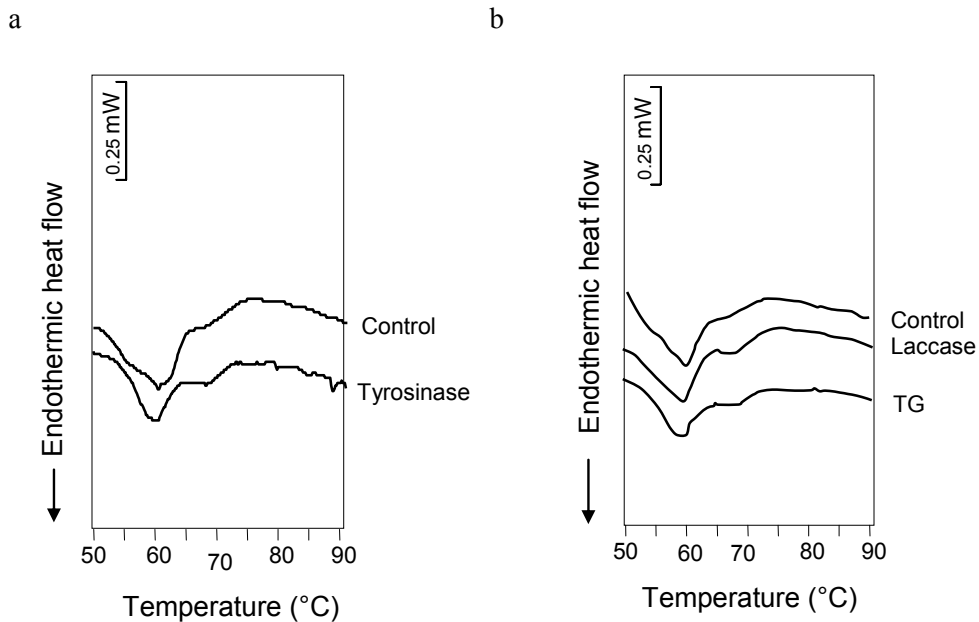 a
0.25 mW
Endothermic heat flow
Control
Tyrosinase
50 60 70 80 90
Temperature (°C)
b
0.25 mW
Endothermic heat flow
Control
Laccase
TG
50 60 70 80 90
Temperature (°C)